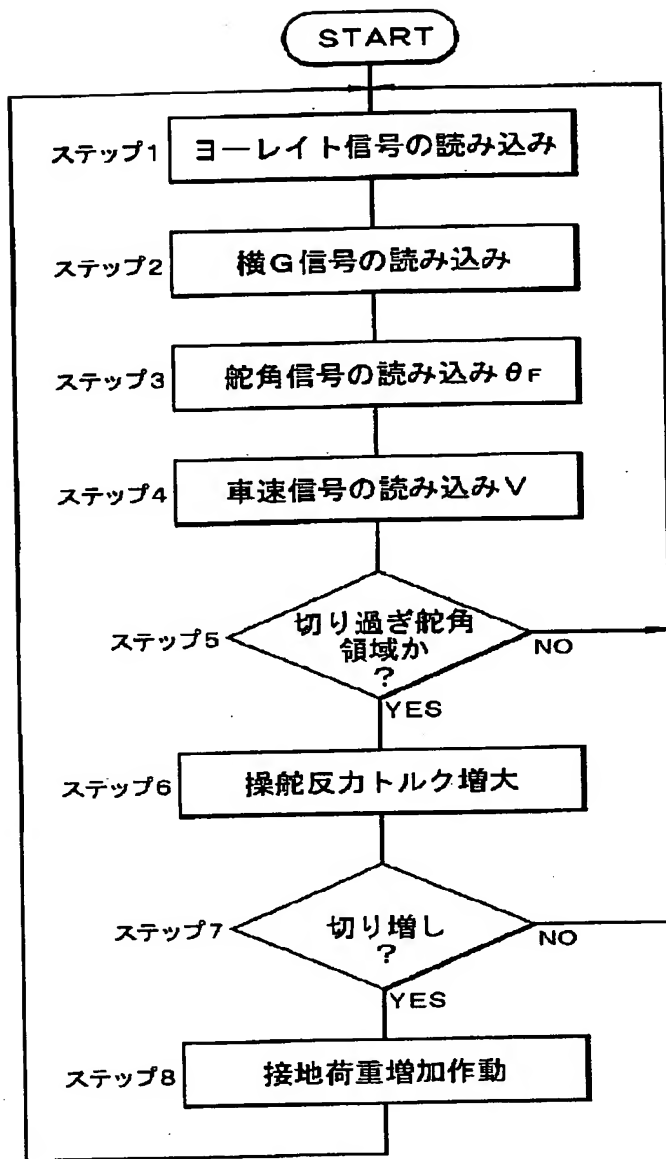 START
ステップ1
ヨーレイト信号の読み込み
ステップ2
横G信号の読み込み
ステップ3
舵角信号の読み込みθF
ステップ4
車速信号の読み込みV
ステップ5
切り過ぎ舵角
領域か
?
NO
YES
ステップ6
操舵反力トルク増大
ステップ7
切り増し
?
NO
YES
ステップ8
接地荷重増加作動